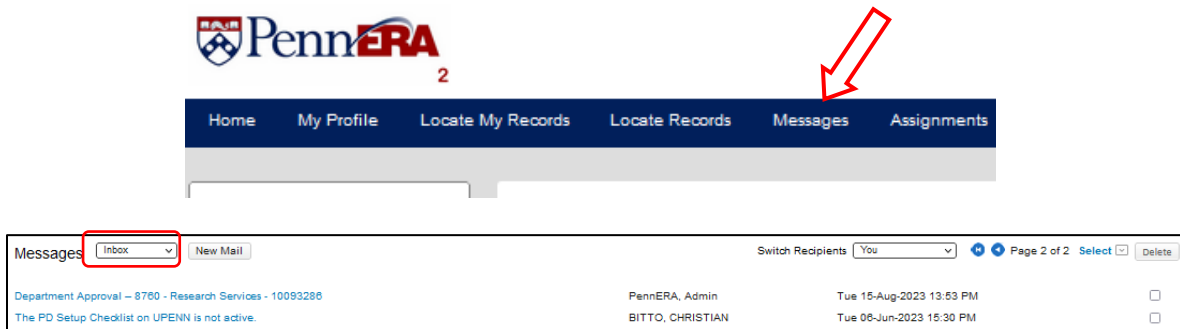 PennERA
2
Home My Profile Locate My Records Locate Records Messages Assignments
Messages Inbox New Mail Switch Recipients You Page 2 of 2 Select Delete
Department Approval – 8760 - Research Services - 10093286 PennERA, Admin Tue 15-Aug-2023 13:53 PM
The PD Setup Checklist on UPENN is not active. BITTO, CHRISTIAN Tue 06-Jun-2023 15:30 PM